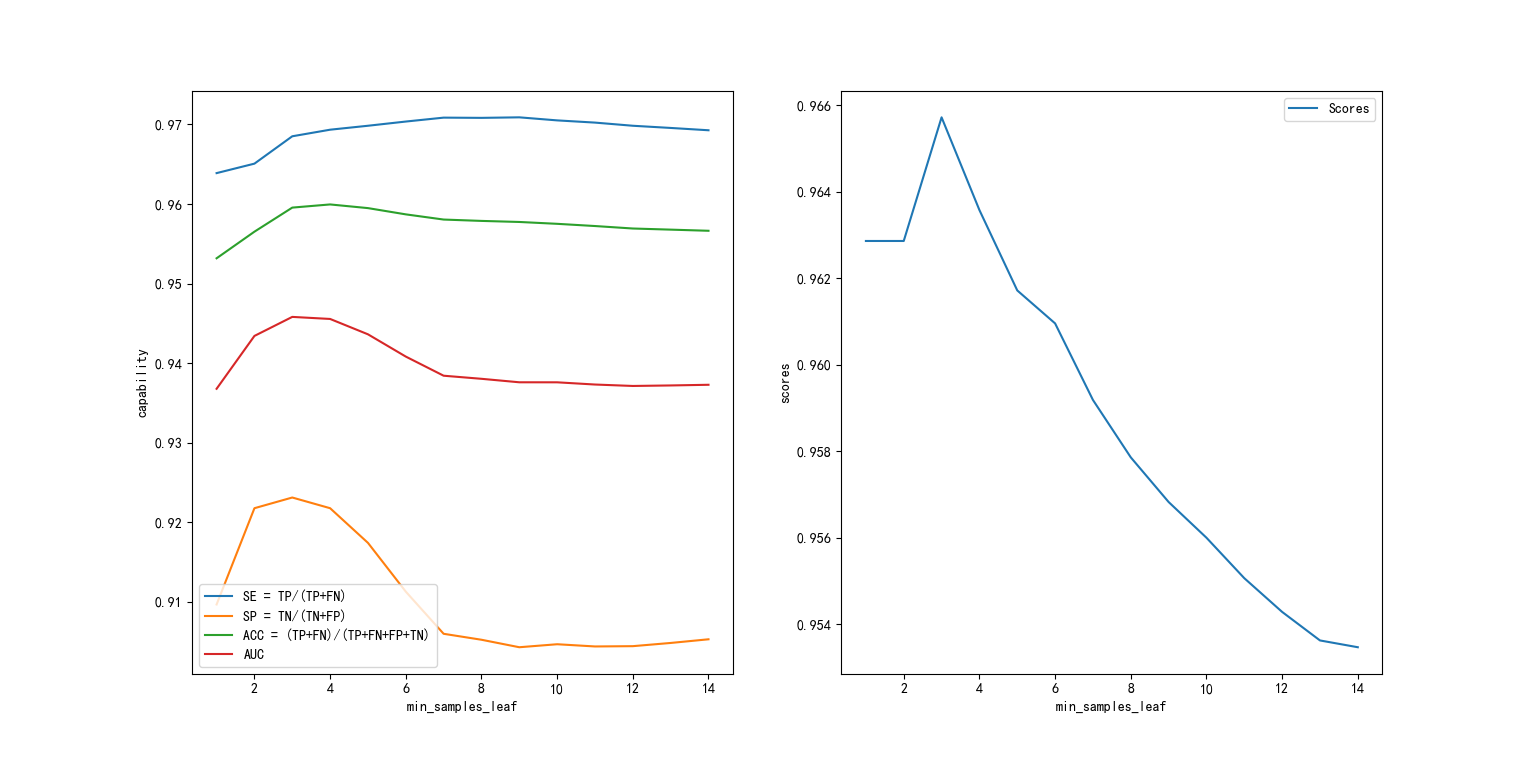 0.97
0.96
0.95
0.94
0.93
0.92
0.91
capability
SE = TP/(TP+FN)
SP = TN/(TN+FP)
ACC = (TP+FN)/(TP+FN+FP+TN)
AUC
2 4 6 8 10 12 14
min_samples_leaf
Scores
0.966
0.964
0.962
0.960
0.958
0.956
0.954
scores
2 4 6 8 10 12 14
min_samples_leaf